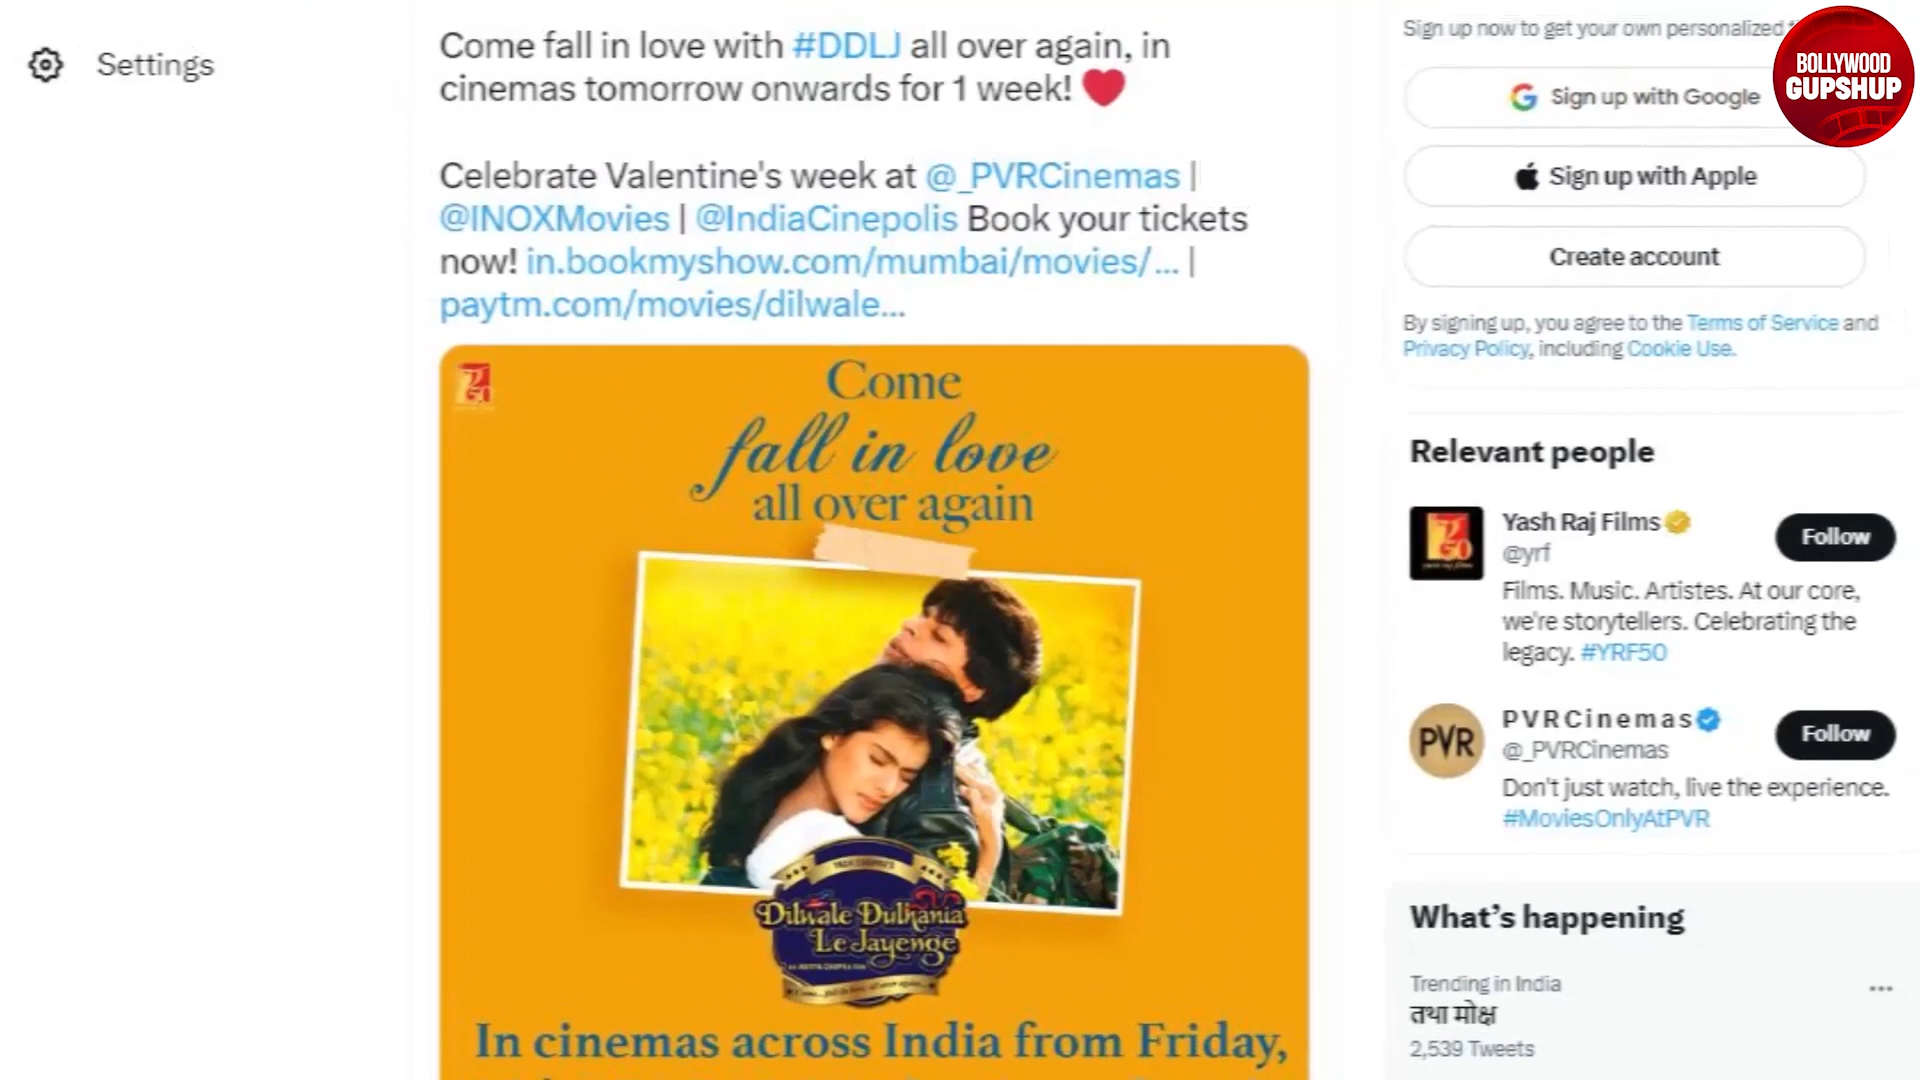 Settings
Come fall in love with #DDLJ all over again, in
cinemas tomorrow onwards for 1 week! ❤️
Celebrate Valentine's week at @_PVRCinemas |
@INOXMovies | @IndiaCinepolis Book your tickets
now! in.bookmyshow.com/mumbai/movies/... |
paytm.com/movies/dilwale...
Come
fall in love
all over again
Dilwale Dulhania
Le Jayenge
In cinemas across India from Friday,
Sign up now to get your own personalized
BOLLYWOOD
GUPSHUP
Sign up with Google
Sign up with Apple
Create account
By signing up, you agree to the Terms of Service and
Privacy Policy, including Cookie Use.
Relevant people
Yash Raj Films
@yrf
Follow
Films. Music. Artistes. At our core,
we're storytellers. Celebrating the
legacy. #YRF50
PVRCinemas
@_PVRCinemas
Follow
PVR
Don't just watch, live the experience.
#MoviesOnlyAtPVR
What's happening
Trending in India
तथा मोक्ष
2,539 Tweets